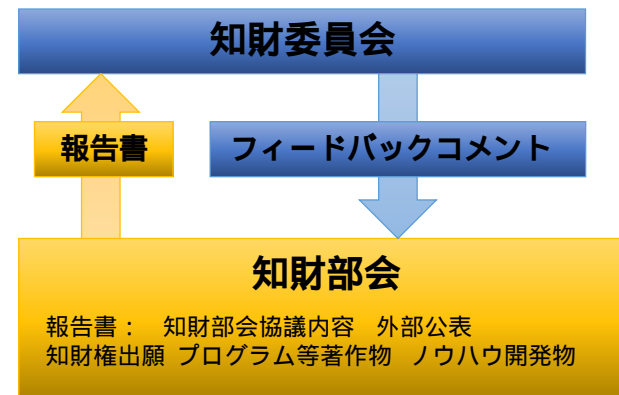 知財委員会
報告書
フィードバックコメント
知財部会
報告書： 知財部会協議内容 外部公表
知財権出願 プログラム等著作物 ノウハウ開発物